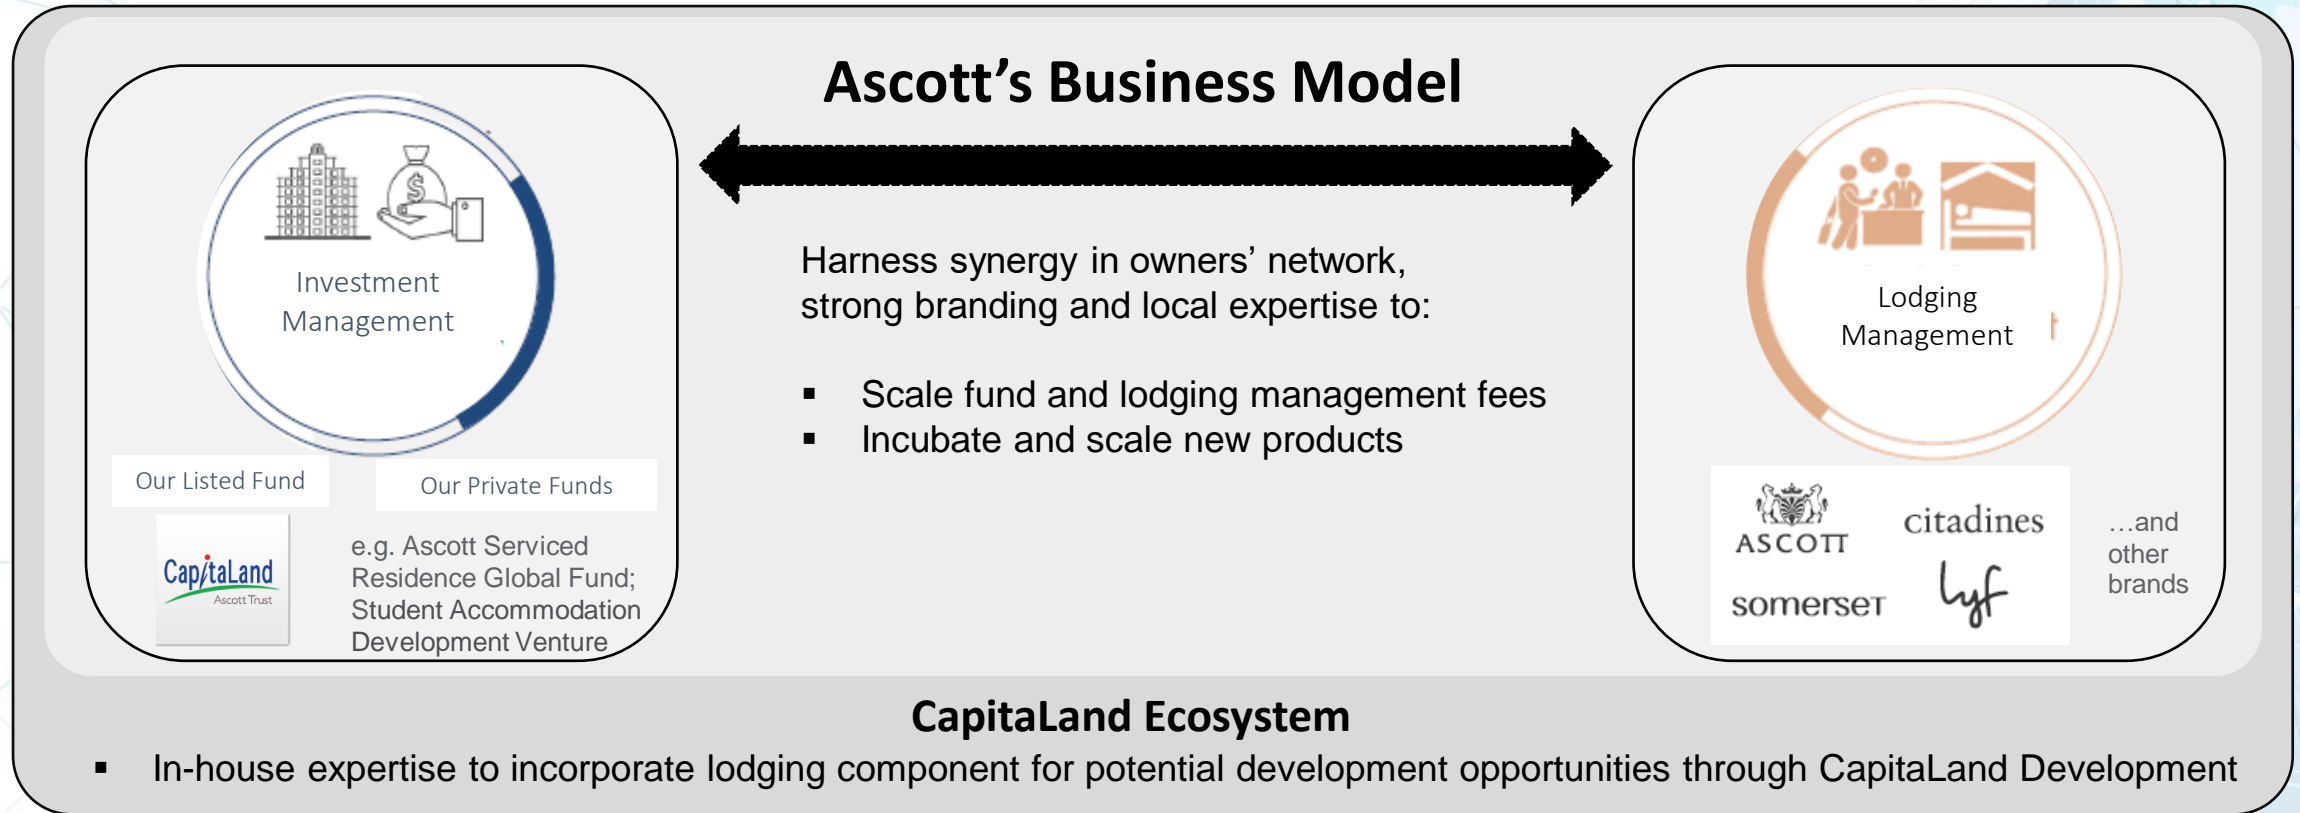 Ascott’s Business Model
Investment
Management
Our Listed Fund
CapitaLand
Ascott Trust
Our Private Funds
e.g. Ascott Serviced
Residence Global Fund;
Student Accommodation
Development Venture
Harness synergy in owners’ network,
strong branding and local expertise to:
▪ Scale fund and lodging management fees
▪ Incubate and scale new products
Lodging
Management
ASCOTT
citadines
somerset
lyf
…and
other
brands
CapitaLand Ecosystem
▪ In-house expertise to incorporate lodging component for potential development opportunities through CapitaLand Development